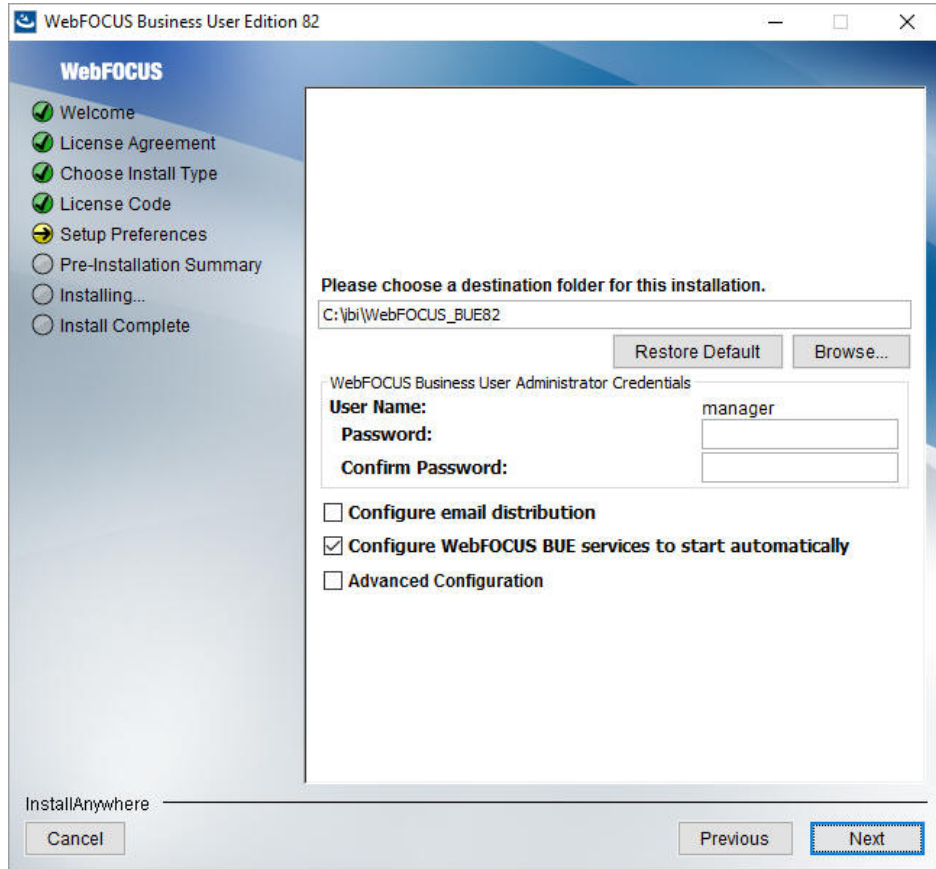 WebFOCUS Business User Edition 82
WebFOCUS
Welcome
License Agreement
Choose Install Type
License Code
Setup Preferences
Pre-Installation Summary
Installing...
Install Complete
Please choose a destination folder for this installation.
C:\ibi\WebFOCUS_BUE82
Restore Default Browse...
WebFOCUS Business User Administrator Credentials
User Name: manager
Password:
Confirm Password:
Configure email distribution
Configure WebFOCUS BUE services to start automatically
Advanced Configuration
InstallAnywhere
Cancel Previous Next